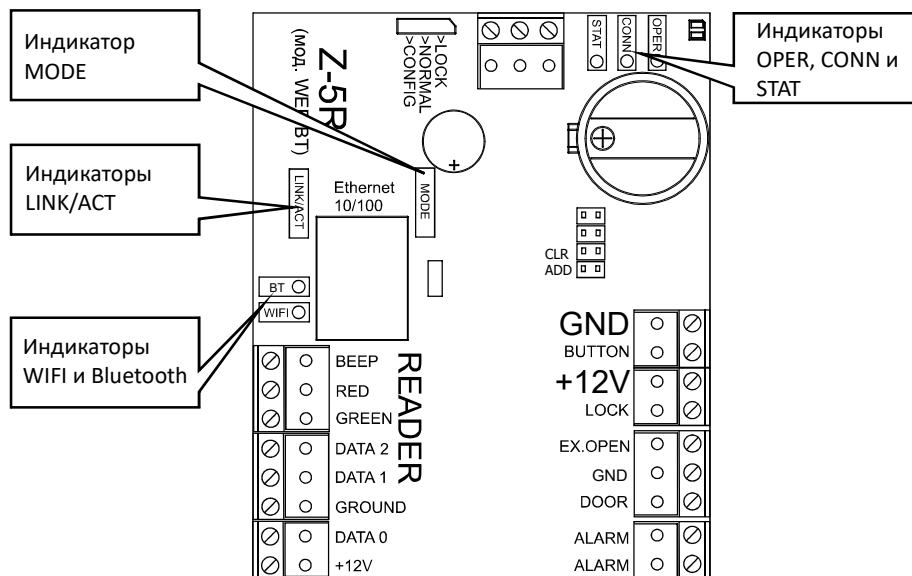 Индикатор
MODE
Индикаторы
LINK/ACT
Индикаторы
WIFI и Bluetooth
Индикаторы
OPER, CONN и
STAT
Z-5R
(мод. WEB BT)
>LOCK
>NORMAL
>CONFIG
STAT
CONN
OPER
LINK/ACT
Ethernet
10/100
MODE
CLR
ADD
BT
WIFI
READER
BEEP
RED
GREEN
DATA 2
DATA 1
GROUND
DATA 0
+12V
GND
BUTTON
+12V
LOCK
EX.OPEN
GND
DOOR
ALARM
ALARM